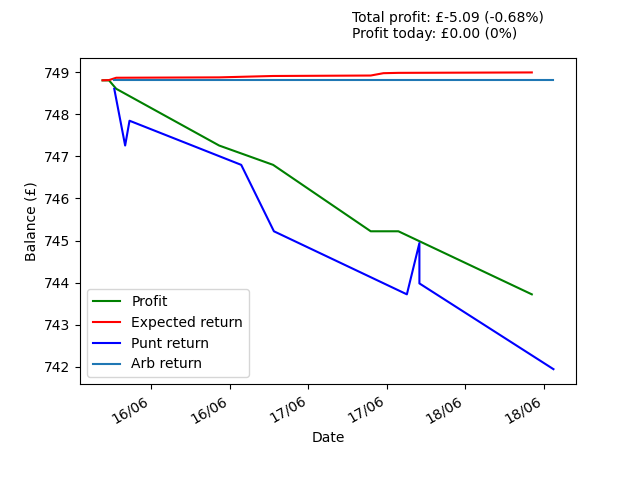 Total profit: £-5.09 (-0.68%)
Profit today: £0.00 (0%)
749
748
747
746
745
744
743
742
Balance (£)
Profit
Expected return
Punt return
Arb return
16/06
16/06
17/06
17/06
18/06
18/06
Date